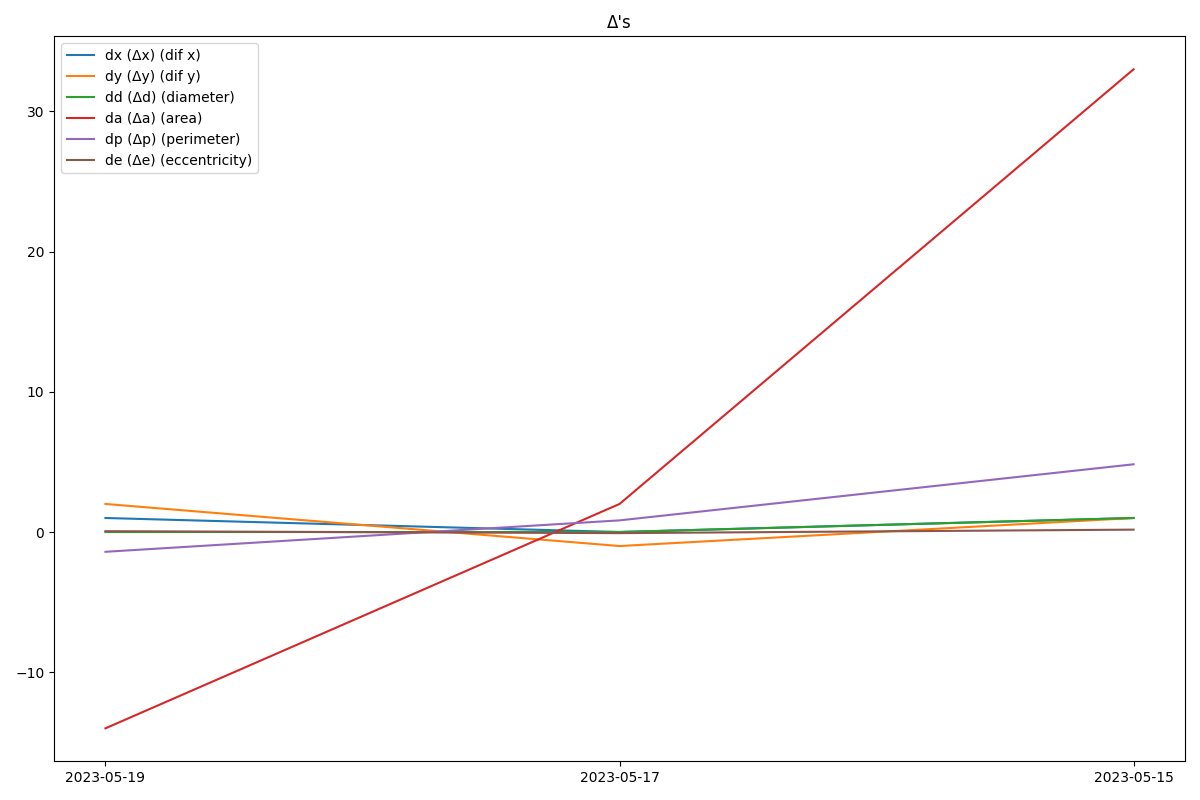 Δ's
dx (Δx) (dif x)
dy (Δy) (dif y)
dd (Δd) (diameter)
da (Δa) (area)
dp (Δp) (perimeter)
de (Δe) (eccentricity)
30
20
10
0
−10
2023-05-19
2023-05-17
2023-05-15